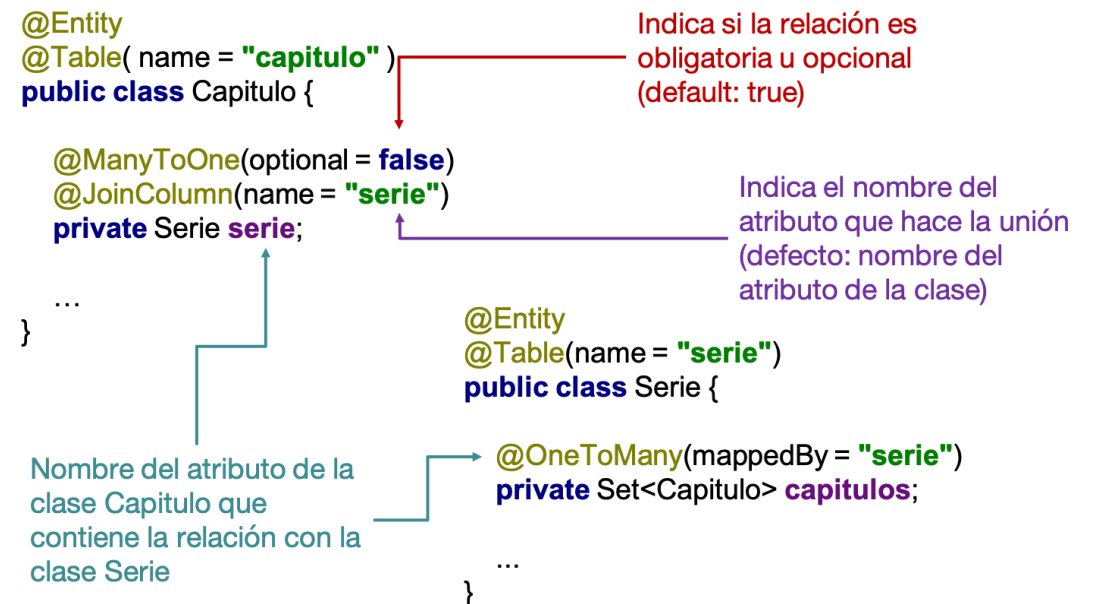 @Entity
@Table( name = "capitulo" )
public class Capitulo {
@ManyToOne(optional = false)
@JoinColumn(name = "serie")
private Serie serie;
...
}
Indica si la relación es
obligatoria u opcional
(default: true)
Indica el nombre del
atributo que hace la unión
(defecto: nombre del
atributo de la clase)
@Entity
@Table(name = "serie")
public class Serie {
@OneToMany(mappedBy = "serie")
private Set<Capitulo> capitulos;
...
}
Nombre del atributo de la
clase Capitulo que
contiene la relación con la
clase Serie